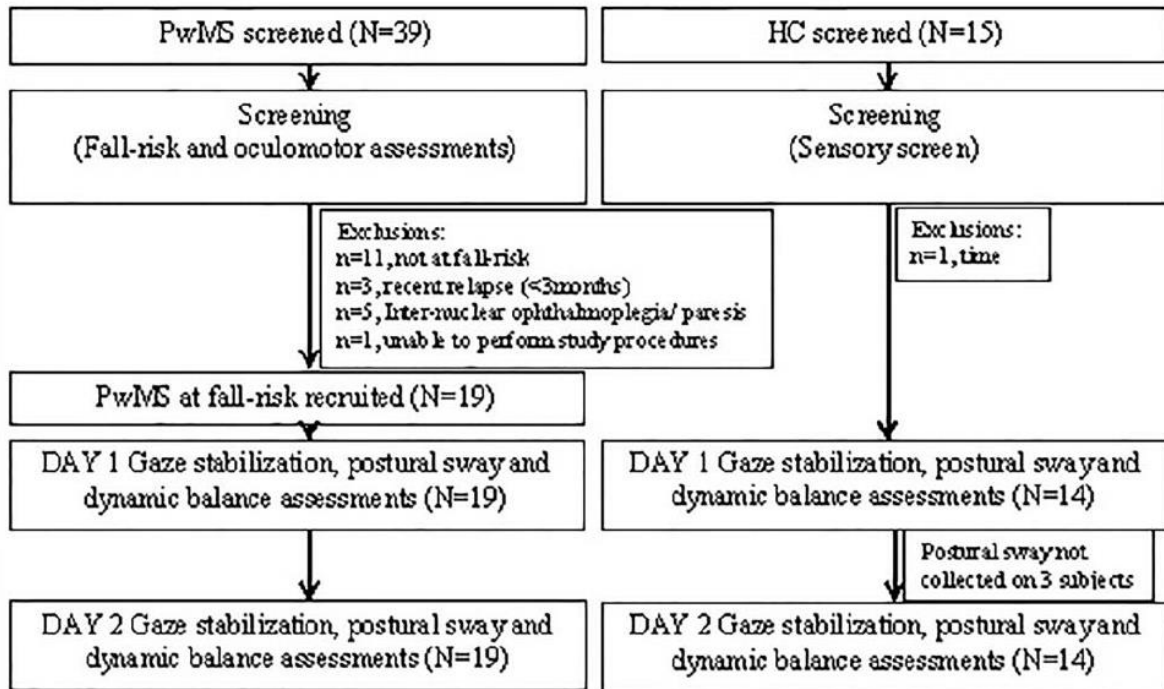 PwMS screened (N=39)
Screening
(Fall-risk and oculomotor assessments)
Exclusions:
n=11, not at fall-risk
n=3, recent relapse (<3months)
n=5, Inter-nuclear ophthalmoplegia/ paresis
n=1, unable to perform study procedures
PwMS at fall-risk recruited (N=19)
DAY 1 Gaze stabilization, postural sway and
dynamic balance assessments (N=19)
DAY 2 Gaze stabilization, postural sway and
dynamic balance assessments (N=19)
HC screened (N=15)
Screening
(Sensory screen)
Exclusions:
n=1, time
DAY 1 Gaze stabilization, postural sway and
dynamic balance assessments (N=14)
Postural sway not
collected on 3 subjects
DAY 2 Gaze stabilization, postural sway and
dynamic balance assessments (N=14)